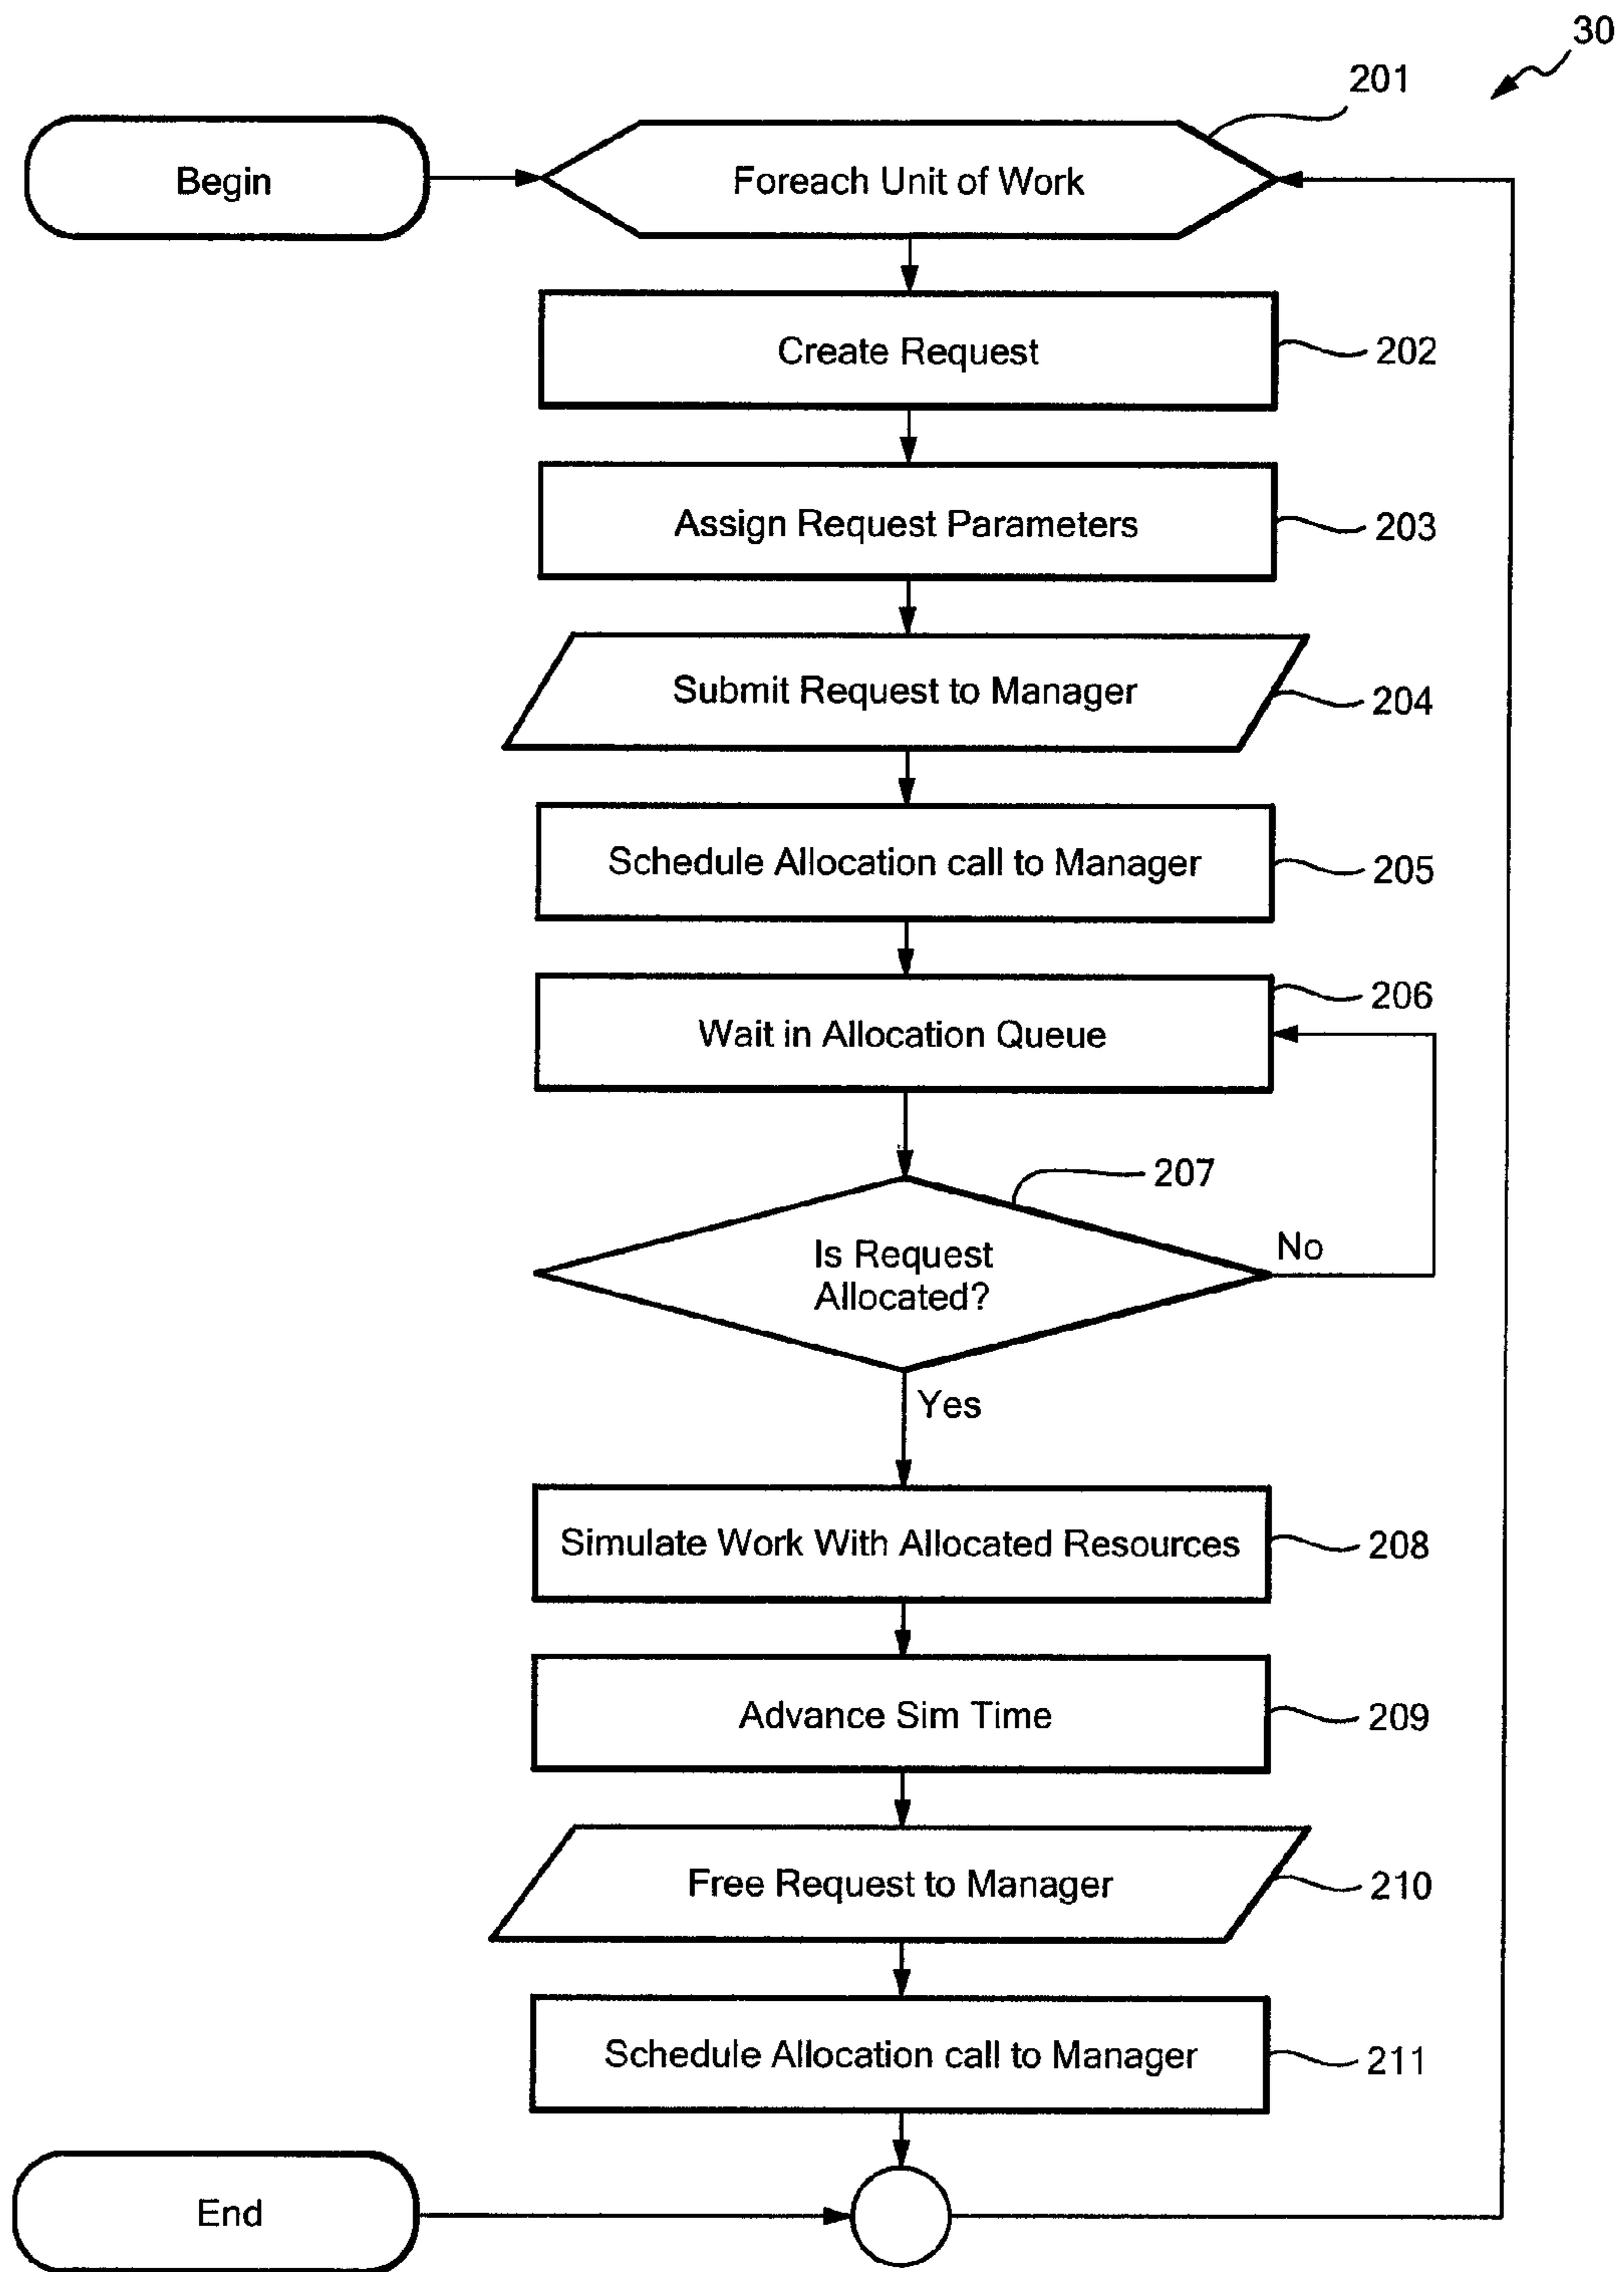 30
201
Begin
Foreach Unit of Work
Create Request
202
Assign Request Parameters
203
Submit Request to Manager
204
Schedule Allocation call to Manager
205
206
Wait in Allocation Queue
207
Is Request
Allocated?
No
Yes
Simulate Work With Allocated Resources
208
Advance Sim Time
209
Free Request to Manager
210
Schedule Allocation call to Manager
211
End